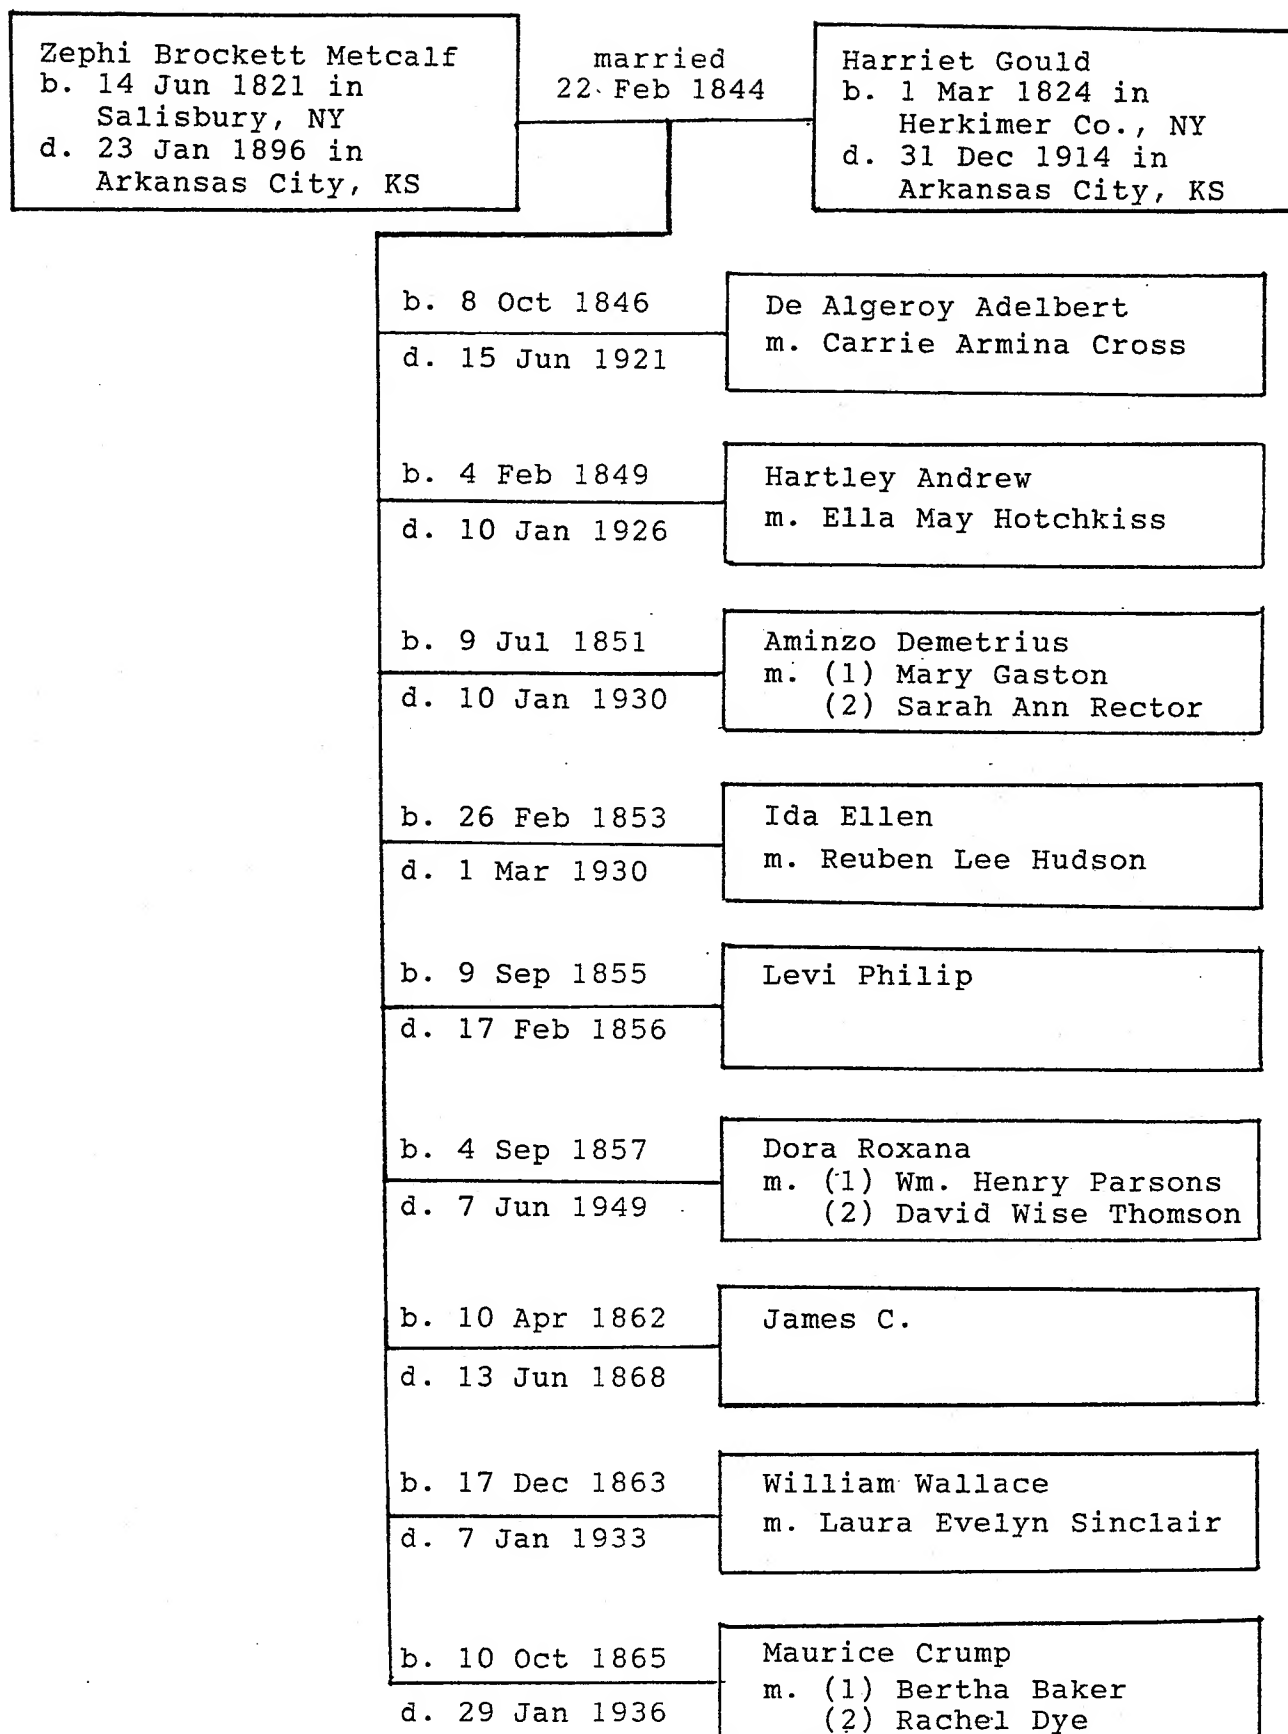 Zephi Brockett Metcalf
b. 14 Jun 1821 in
Salisbury, NY
d. 23 Jan 1896 in
Arkansas City, KS
married
22 Feb 1844
Harriet Gould
b. 1 Mar 1824 in
Herkimer Co., NY
d. 31 Dec 1914 in
Arkansas City, KS
b. 8 Oct 1846
d. 15 Jun 1921
De Algeroy Adelbert
m. Carrie Armina Cross
b. 4 Feb 1849
d. 10 Jan 1926
Hartley Andrew
m. Ella May Hotchkiss
b. 9 Jul 1851
d. 10 Jan 1930
Aminzo Demetrius
m. (1) Mary Gaston
(2) Sarah Ann Rector
b. 26 Feb 1853
d. 1 Mar 1930
Ida Ellen
m. Reuben Lee Hudson
b. 9 Sep 1855
d. 17 Feb 1856
Levi Philip
b. 4 Sep 1857
d. 7 Jun 1949
Dora Roxana
m. (1) Wm. Henry Parsons
(2) David Wise Thomson
b. 10 Apr 1862
d. 13 Jun 1868
James C.
b. 17 Dec 1863
d. 7 Jan 1933
William Wallace
m. Laura Evelyn Sinclair
b. 10 Oct 1865
d. 29 Jan 1936
Maurice Crump
m. (1) Bertha Baker
(2) Rachel Dye